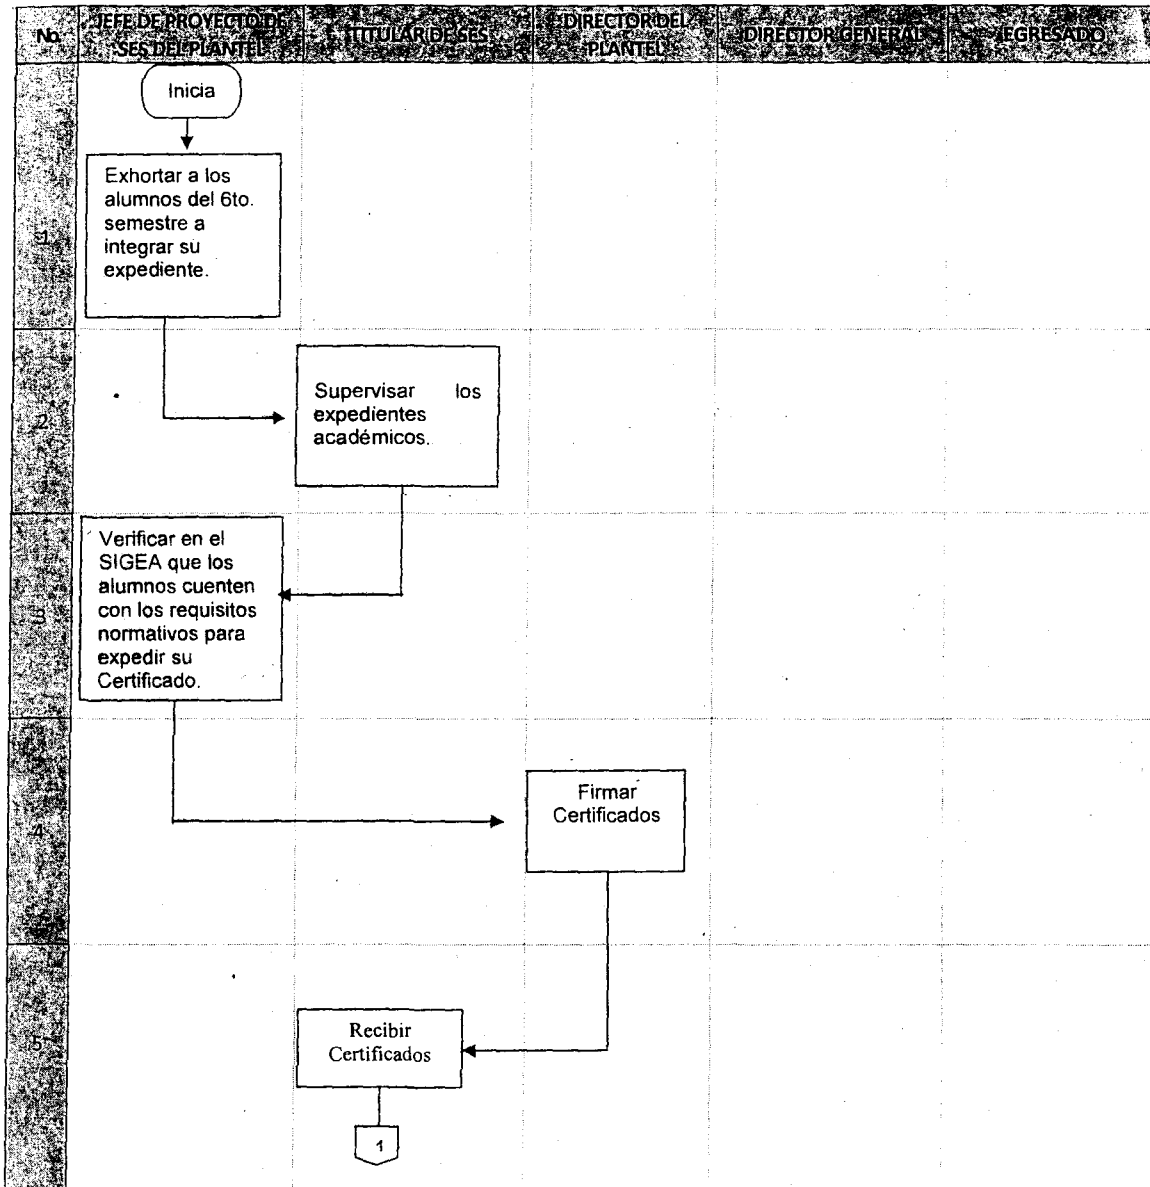 No.
JEFE DE PROYECTO DE
SES DEL PLANTEL
TITULAR DE SES
DIRECTOR DEL
PLANTEL
DIRECTOR GENERAL
EGRESADO
Inicia
1
Exhortar a los
alumnos del 6to.
semestre a
integrar su
expediente.
2
Supervisar los
expedientes
académicos.
3
Verificar en el
SIGEA que los
alumnos cuenten
con los requisitos
normativos para
expedir su
Certificado.
4
Firmar
Certificados
5
Recibir
Certificados
1